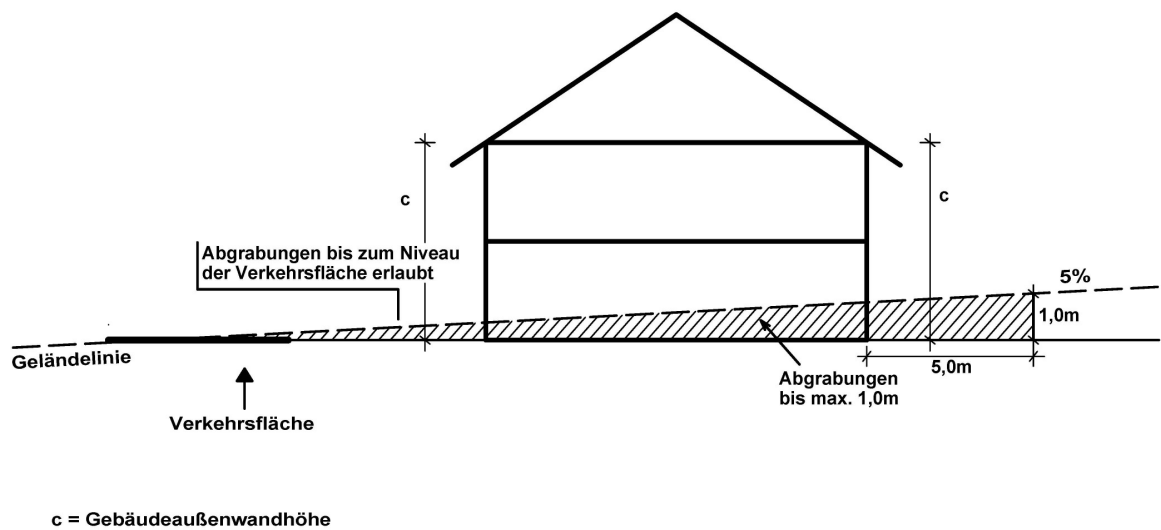 c
c
Abgrabungen bis zum Niveau
der Verkehrsfläche erlaubt
5%
1,0m
Geländelinie
5,0m
Abgrabungen
bis max. 1,0m
Verkehrsfläche
c = Gebäudeaußenwandhöhe